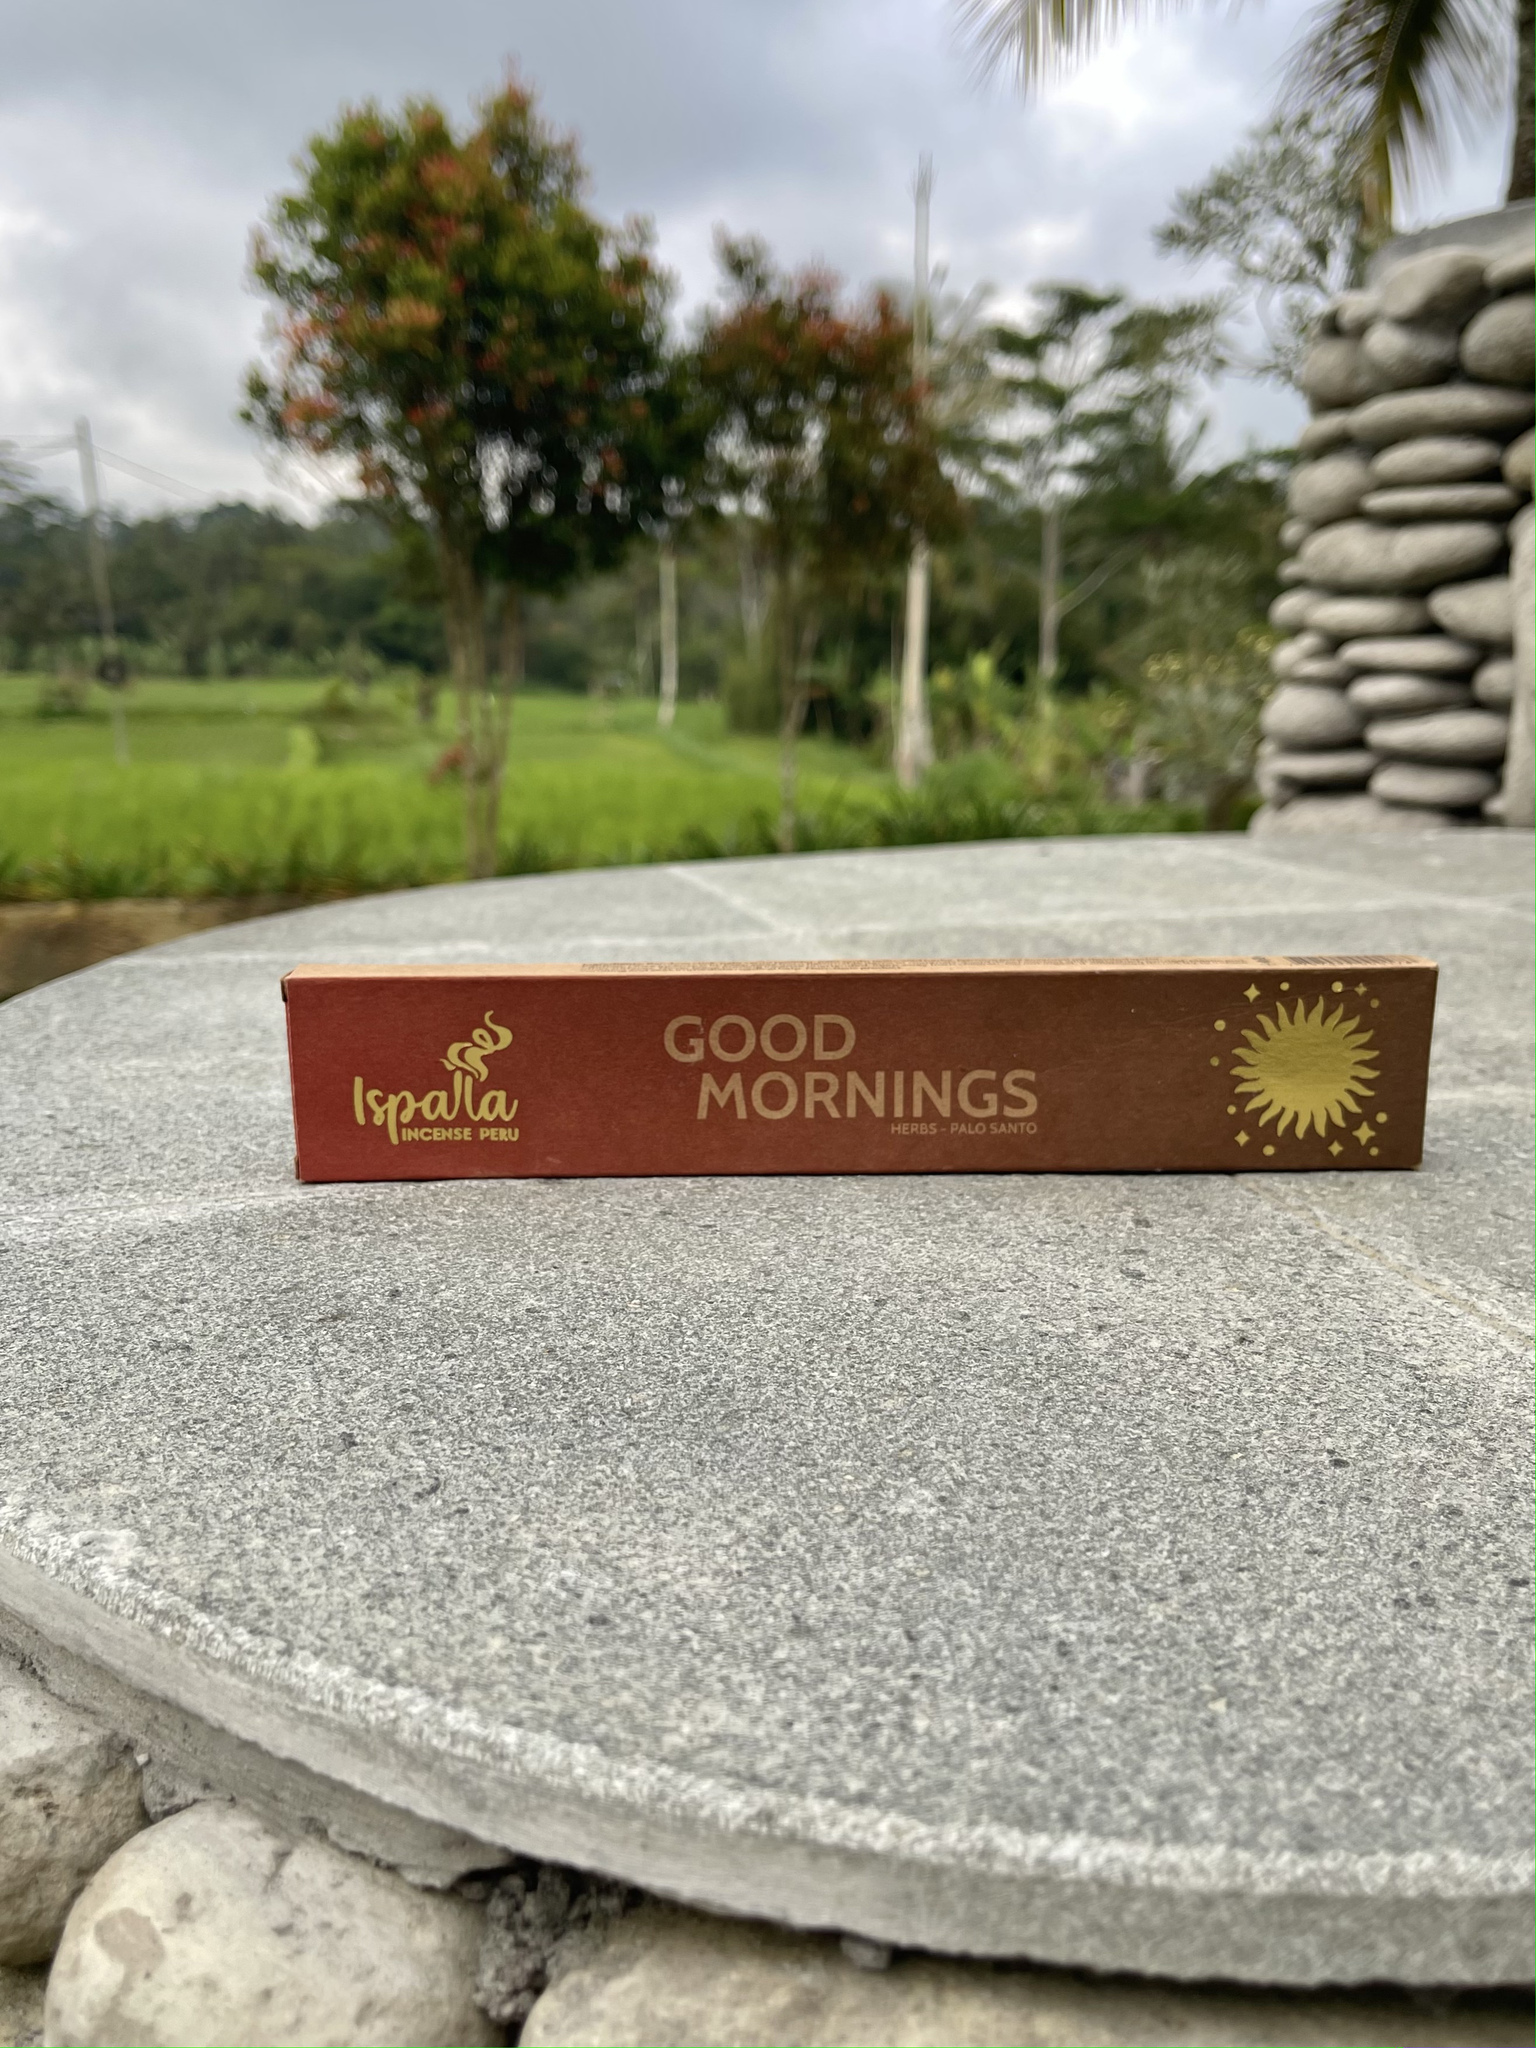 Ispalla
INCENSE PERU
GOOD
MORNINGS
HERBS - PALO SANTO